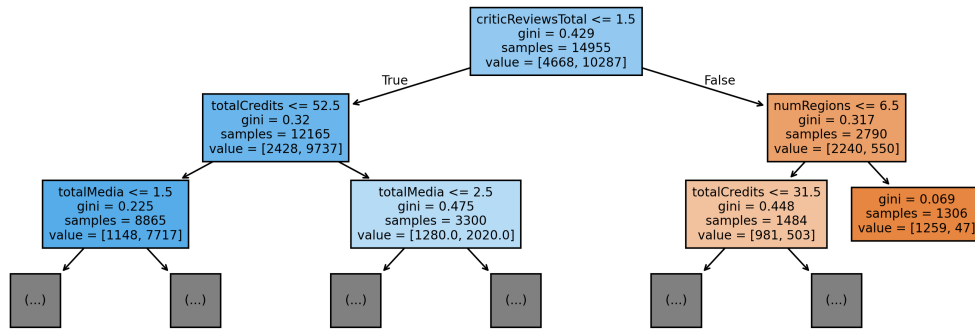 criticReviewsTotal <= 1.5
gini = 0.429
samples = 14955
value = [4668, 10287]
True
False
totalCredits <= 52.5
gini = 0.32
samples = 12165
value = [2428, 9737]
numRegions <= 6.5
gini = 0.317
samples = 2790
value = [2240, 550]
totalMedia <= 1.5
gini = 0.225
samples = 8865
value = [1148, 7717]
totalMedia <= 2.5
gini = 0.475
samples = 3300
value = [1280.0, 2020.0]
totalCredits <= 31.5
gini = 0.448
samples = 1484
value = [981, 503]
gini = 0.069
samples = 1306
value = [1259, 47]
(...)
(...)
(...)
(...)
(...)
(...)